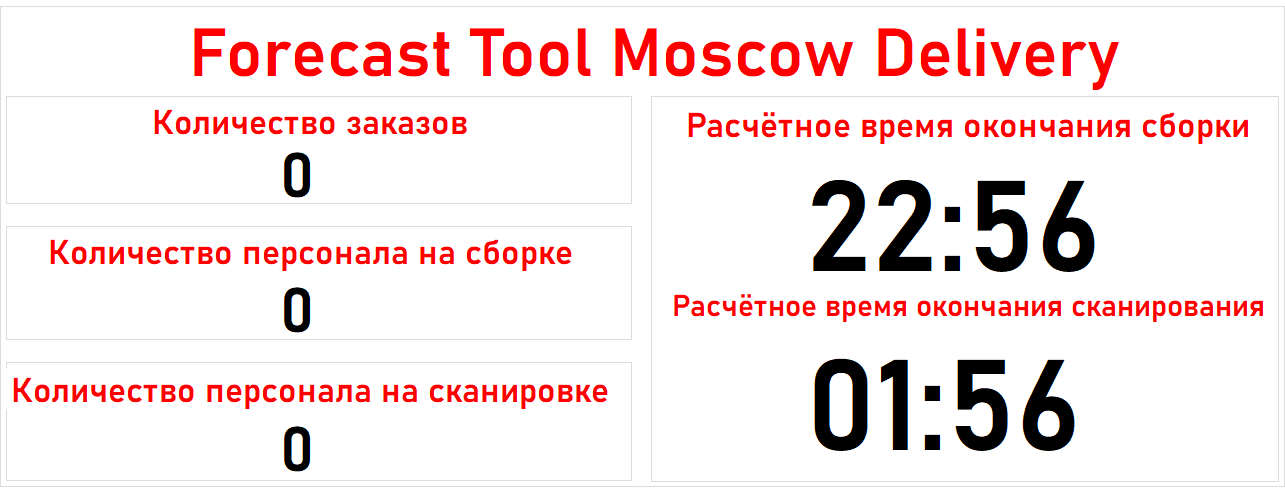 Forecast Tool Moscow Delivery
Количество заказов
0
Количество персонала на сборке
0
Количество персонала на сканировке
0
Расчётное время окончания сборки
22:56
Расчётное время окончания сканирования
01:56